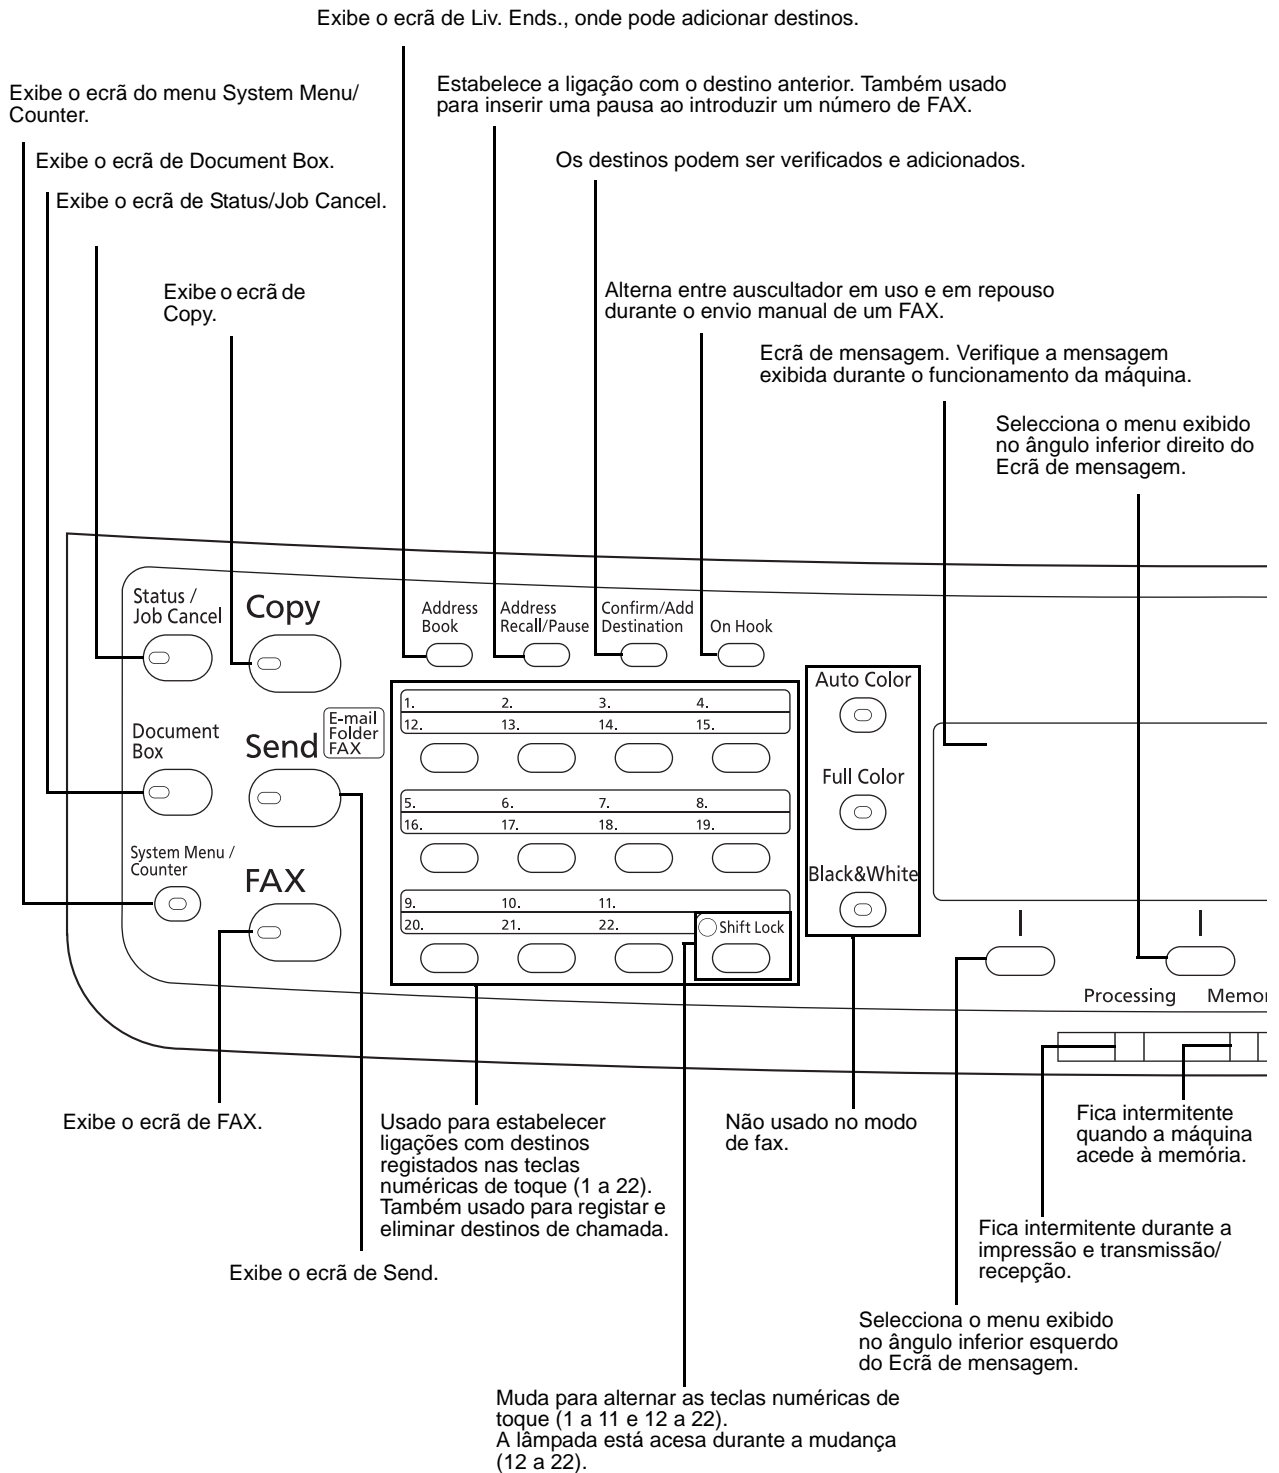 Exibe o ecrã de Liv. Ends., onde pode adicionar destinos.
Estabelece a ligação com o destino anterior. Também usado
para inserir uma pausa ao introduzir um número de FAX.
Exibe o ecrã do menu System Menu/
Counter.
Exibe o ecrã de Document Box.
Os destinos podem ser verificados e adicionados.
Exibe o ecrã de Status/Job Cancel.
Exibe o ecrã de
Copy.
Alterna entre auscultador em uso e em repouso
durante o envio manual de um FAX.
Ecrã de mensagem. Verifique a mensagem
exibida durante o funcionamento da máquina.
Selecciona o menu exibido
no ângulo inferior direito do
Ecrã de mensagem.
Status /
Job Cancel
Copy
Address
Book
Address
Recall/Pause
Confirm/Add
Destination
On Hook
Auto Color
1. 2. 3. 4.
12. 13. 14. 15.
Document
Box
Send
E-mail
Folder
FAX
Full Color
5. 6. 7. 8.
16. 17. 18. 19.
System Menu /
Counter
FAX
Black&White
9. 10. 11.
20. 21. 22.
Shift Lock
Processing Memor
Exibe o ecrã de FAX.
Usado para estabelecer
ligações com destinos
registados nas teclas
numéricas de toque (1 a 22).
Também usado para registar e
eliminar destinos de chamada.
Não usado no modo
de fax.
Fica intermitente
quando a máquina
acede à memória.
Fica intermitente durante a
impressão e transmissão/
recepção.
Exibe o ecrã de Send.
Selecciona o menu exibido
no ângulo inferior esquerdo
do Ecrã de mensagem.
Muda para alternar as teclas numéricas de
toque (1 a 11 e 12 a 22).
A lâmpada está acesa durante a mudança
(12 a 22).